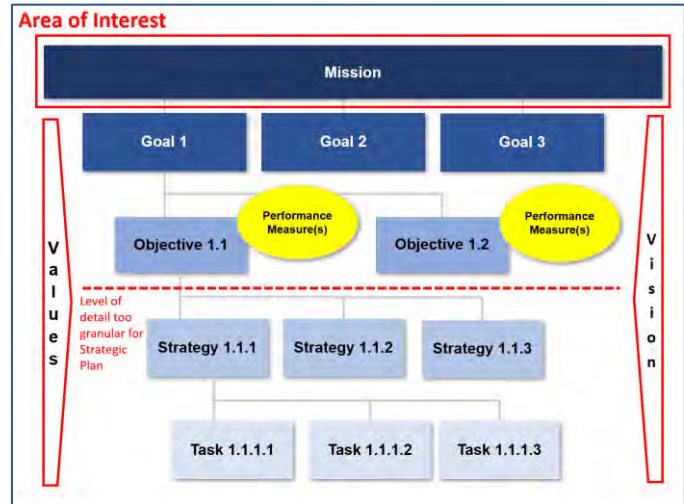 Area of Interest
Mission
Goal 1
Goal 2
Goal 3
Performance
Measure(s)
Performance
Measure(s)
Objective 1.1
Objective 1.2
Values
Vision
Level of
detail too
granular for
Strategic
Plan
Strategy 1.1.1
Strategy 1.1.2
Strategy 1.1.3
Task 1.1.1.1
Task 1.1.1.2
Task 1.1.1.3